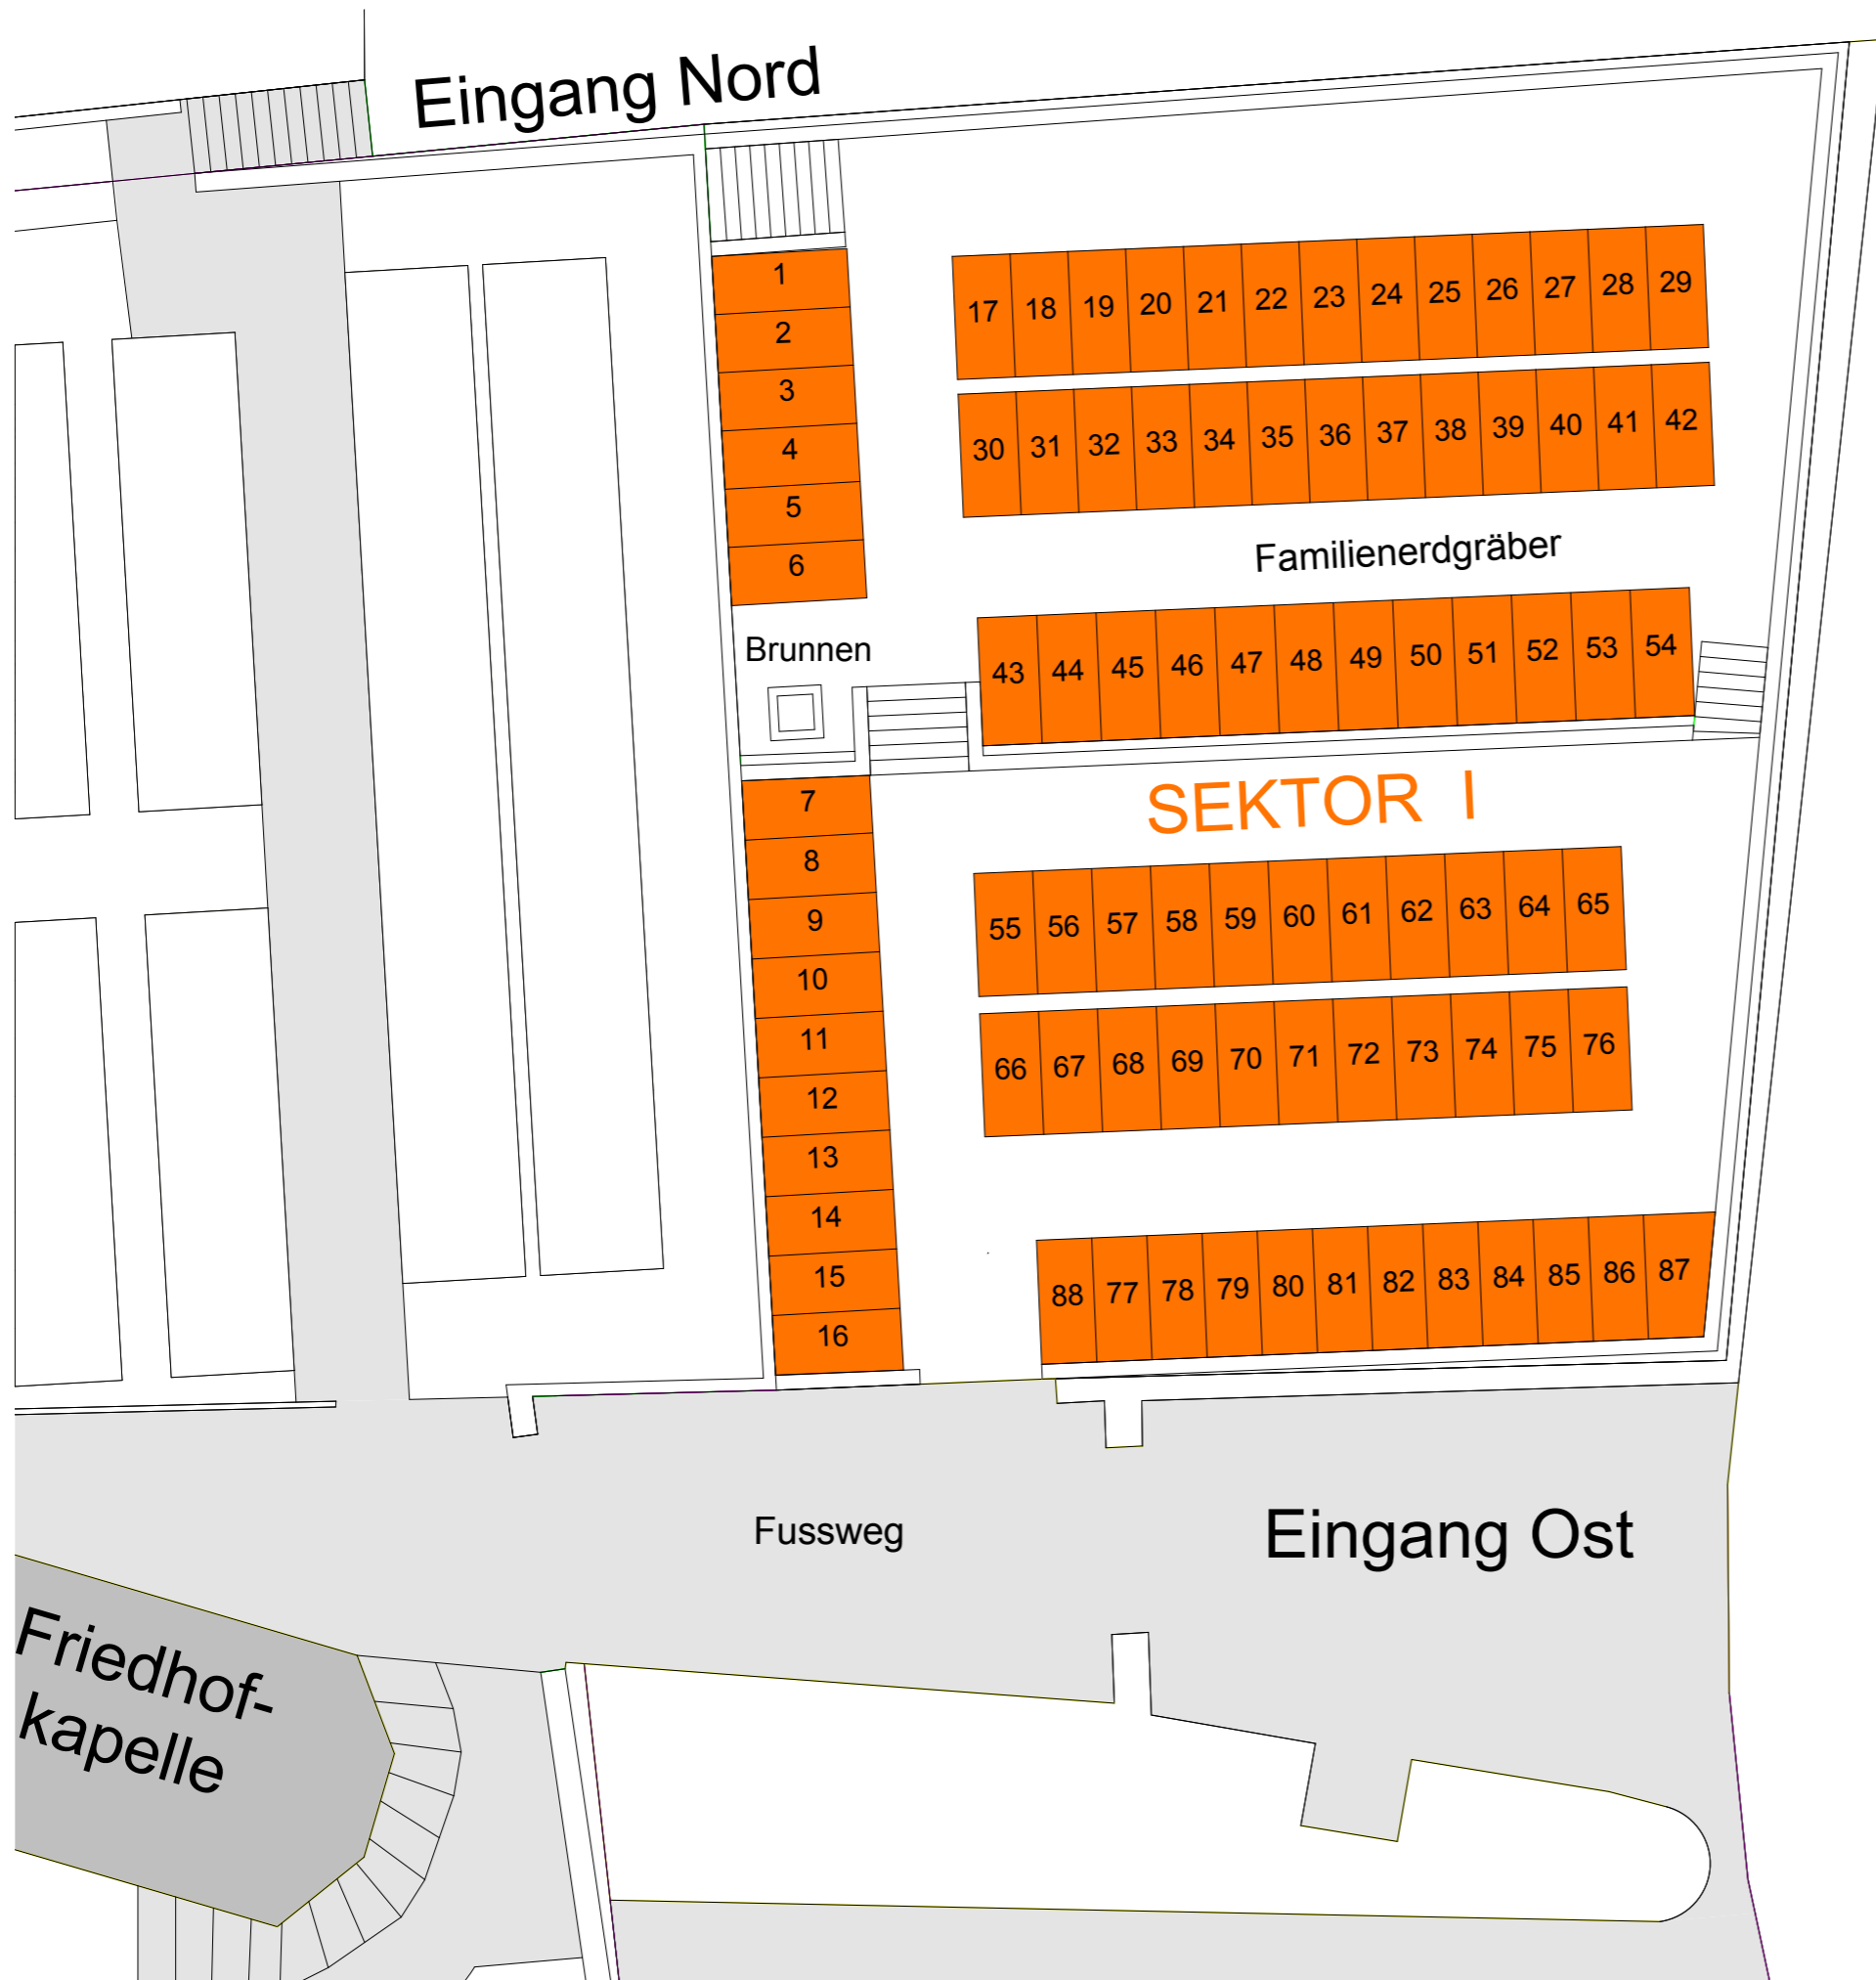 Eingang Nord
1
2
3
4
5
6
17 18 19 20 21 22 23 24 25 26 27 28 29
30 31 32 33 34 35 36 37 38 39 40 41 42
Familienerdgräber
Brunnen
43 44 45 46 47 48 49 50 51 52 53 54
SEKTOR I
7
8
9
10
11
12
13
14
15
16
55 56 57 58 59 60 61 62 63 64 65
66 67 68 69 70 71 72 73 74 75 76
88 77 78 79 80 81 82 83 84 85 86 87
Fussweg
Eingang Ost
Friedhof-
kapelle